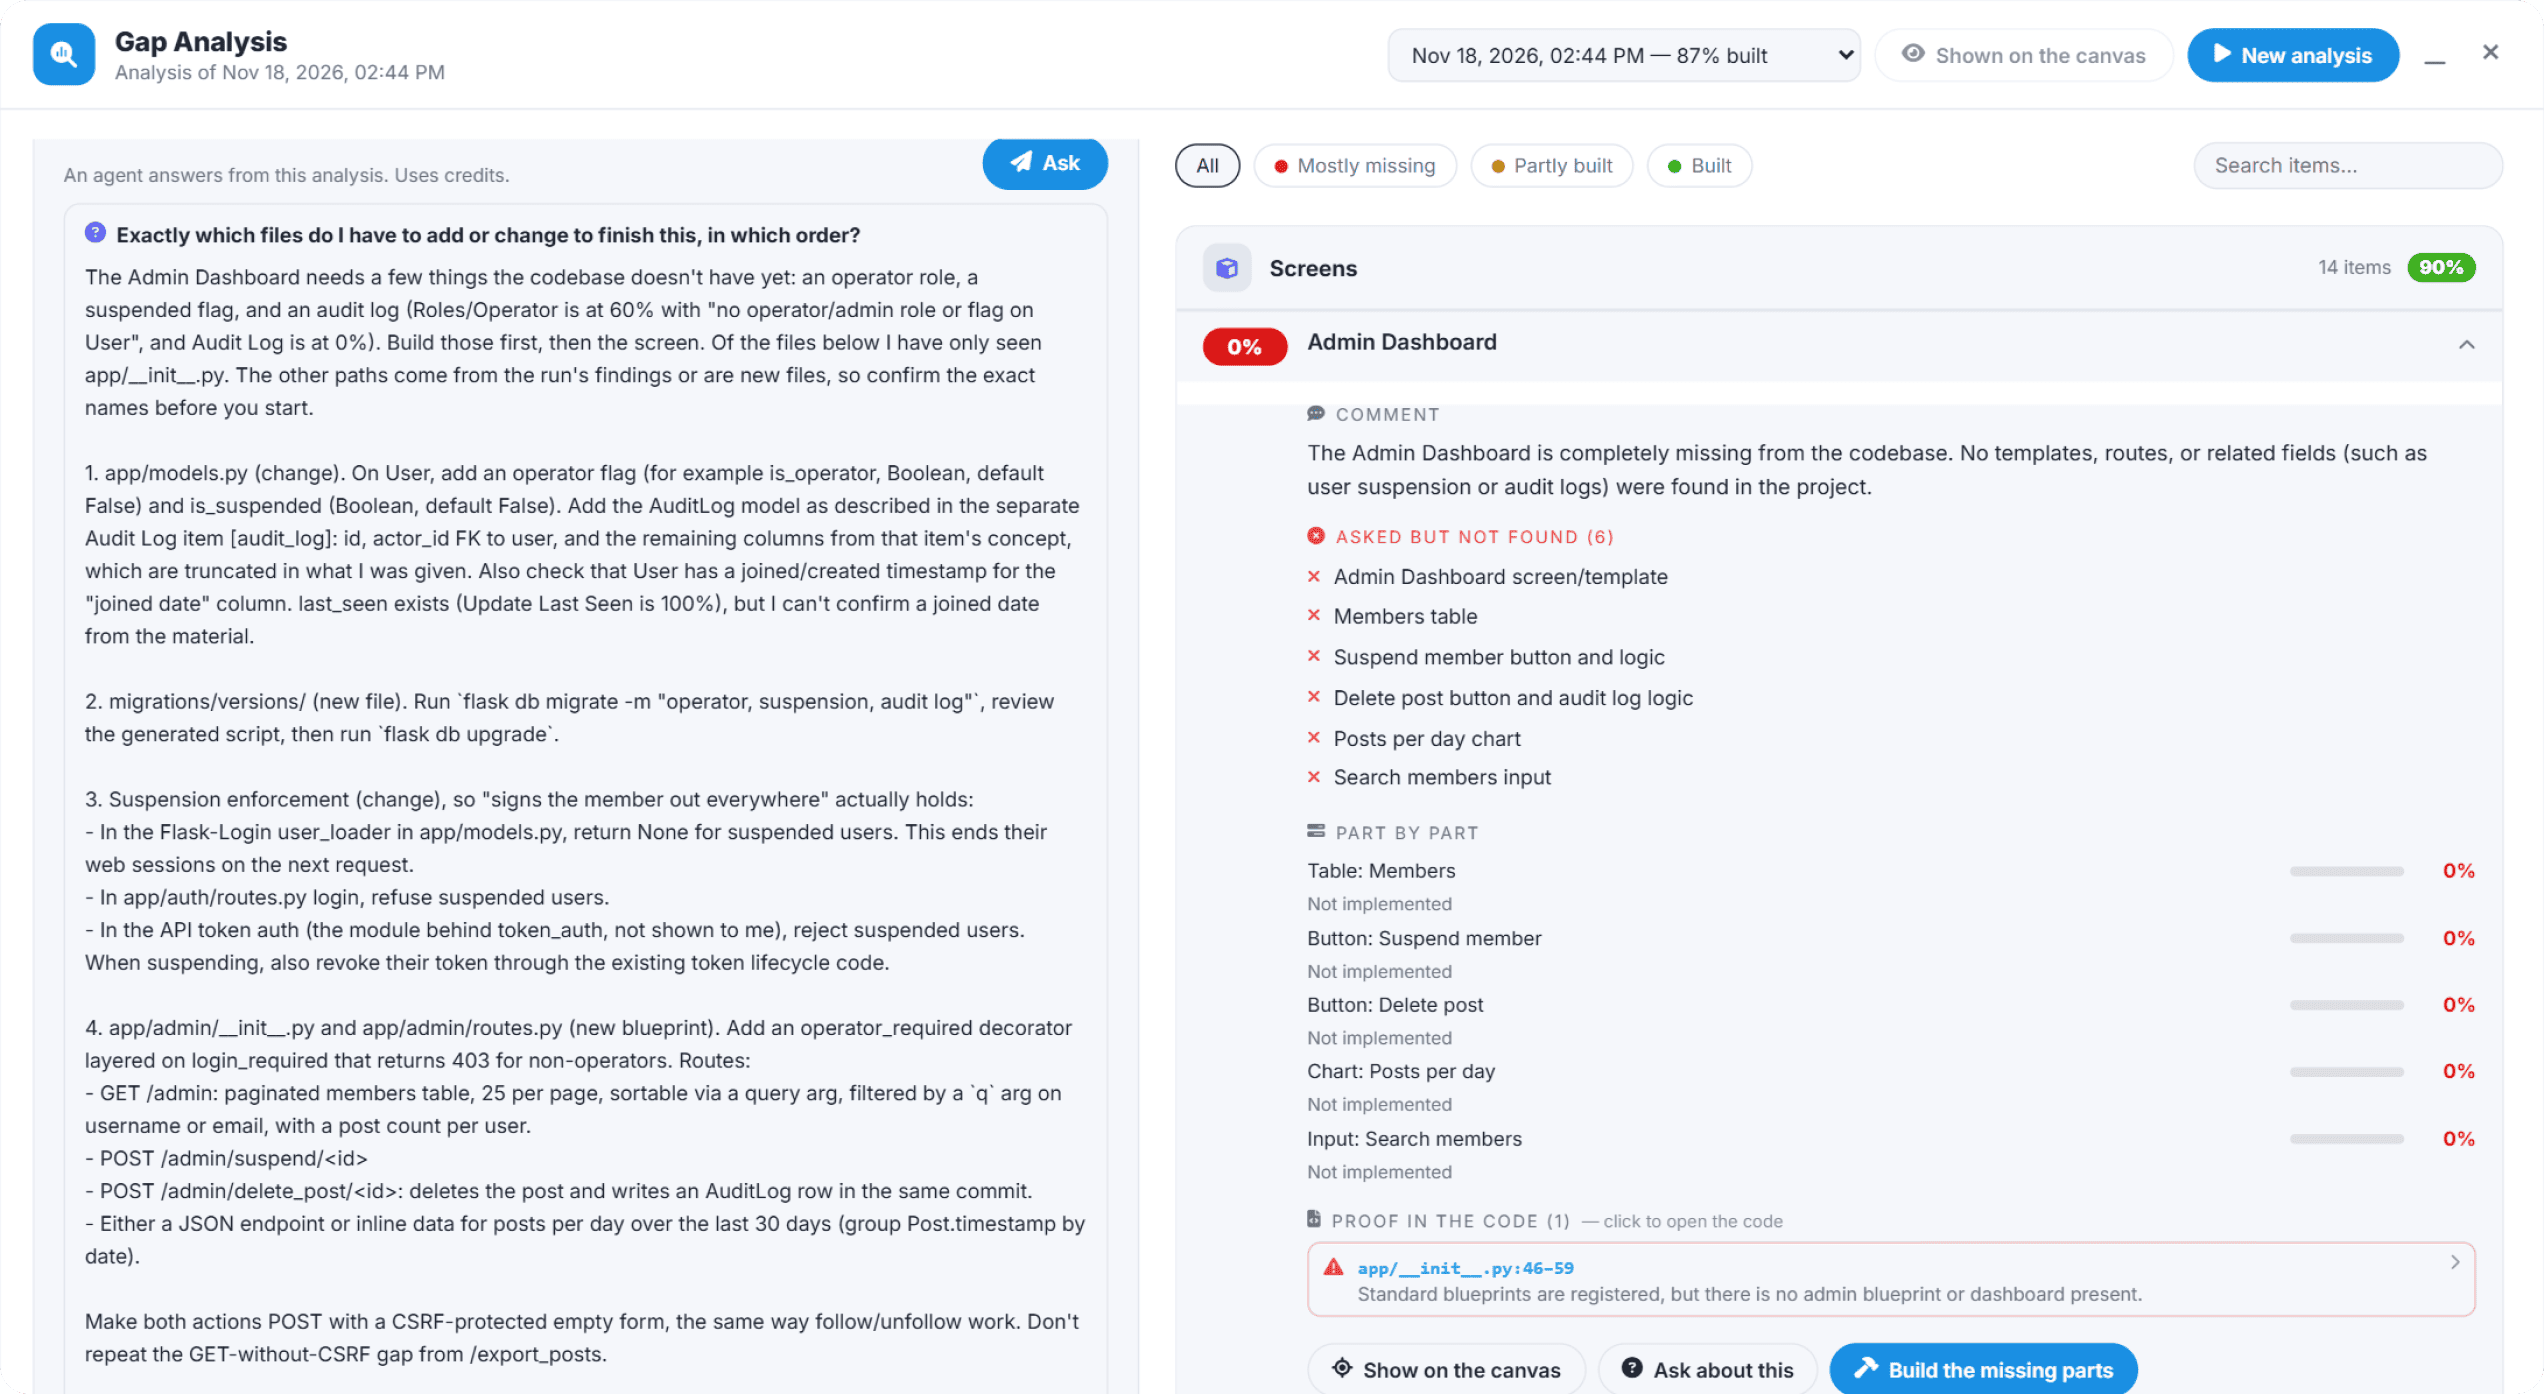 Gap Analysis
Analysis of Nov 18, 2026, 02:44 PM
Nov 18, 2026, 02:44 PM — 87% built
Shown on the canvas
New analysis
An agent answers from this analysis. Uses credits.
Ask
Exactly which files do I have to add or change to finish this, in which order?
The Admin Dashboard needs a few things the codebase doesn't have yet: an operator role, a
suspended flag, and an audit log (Roles/Operator is at 60% with "no operator/admin role or flag on
User", and Audit Log is at 0%). Build those first, then the screen. Of the files below I have only seen
app/__init__.py. The other paths come from the run's findings or are new files, so confirm the exact
names before you start.
1. app/models.py (change). On User, add an operator flag (for example is_operator, Boolean, default
False) and is_suspended (Boolean, default False). Add the AuditLog model as described in the separate
Audit Log item [audit_log]: id, actor_id FK to user, and the remaining columns from that item's concept,
which are truncated in what I was given. Also check that User has a joined/created timestamp for the
"joined date" column. last_seen exists (Update Last Seen is 100%), but I can't confirm a joined date
from the material.
2. migrations/versions/ (new file). Run `flask db migrate -m "operator, suspension, audit log"`, review
the generated script, then run `flask db upgrade`.
3. Suspension enforcement (change), so "signs the member out everywhere" actually holds:
- In the Flask-Login user_loader in app/models.py, return None for suspended users. This ends their
web sessions on the next request.
- In app/auth/routes.py login, refuse suspended users.
- In the API token auth (the module behind token_auth, not shown to me), reject suspended users.
When suspending, also revoke their token through the existing token lifecycle code.
4. app/admin/__init__.py and app/admin/routes.py (new blueprint). Add an operator_required decorator
layered on login_required that returns 403 for non-operators. Routes:
- GET /admin: paginated members table, 25 per page, sortable via a query arg, filtered by a `q` arg on
username or email, with a post count per user.
- POST /admin/suspend/<id>
- POST /admin/delete_post/<id>: deletes the post and writes an AuditLog row in the same commit.
- Either a JSON endpoint or inline data for posts per day over the last 30 days (group Post.timestamp by
date).
Make both actions POST with a CSRF-protected empty form, the same way follow/unfollow work. Don't
repeat the GET-without-CSRF gap from /export_posts.
All
Mostly missing
Partly built
Built
Search items...
Screens
14 items
90%
0%
Admin Dashboard
COMMENT
The Admin Dashboard is completely missing from the codebase. No templates, routes, or related fields (such as
user suspension or audit logs) were found in the project.
ASKED BUT NOT FOUND (6)
Admin Dashboard screen/template
Members table
Suspend member button and logic
Delete post button and audit log logic
Posts per day chart
Search members input
PART BY PART
Table: Members
0%
Not implemented
Button: Suspend member
0%
Not implemented
Button: Delete post
0%
Not implemented
Chart: Posts per day
0%
Not implemented
Input: Search members
0%
Not implemented
PROOF IN THE CODE (1) — click to open the code
app/__init__.py:46-59
Standard blueprints are registered, but there is no admin blueprint or dashboard present.
Show on the canvas
Ask about this
Build the missing parts